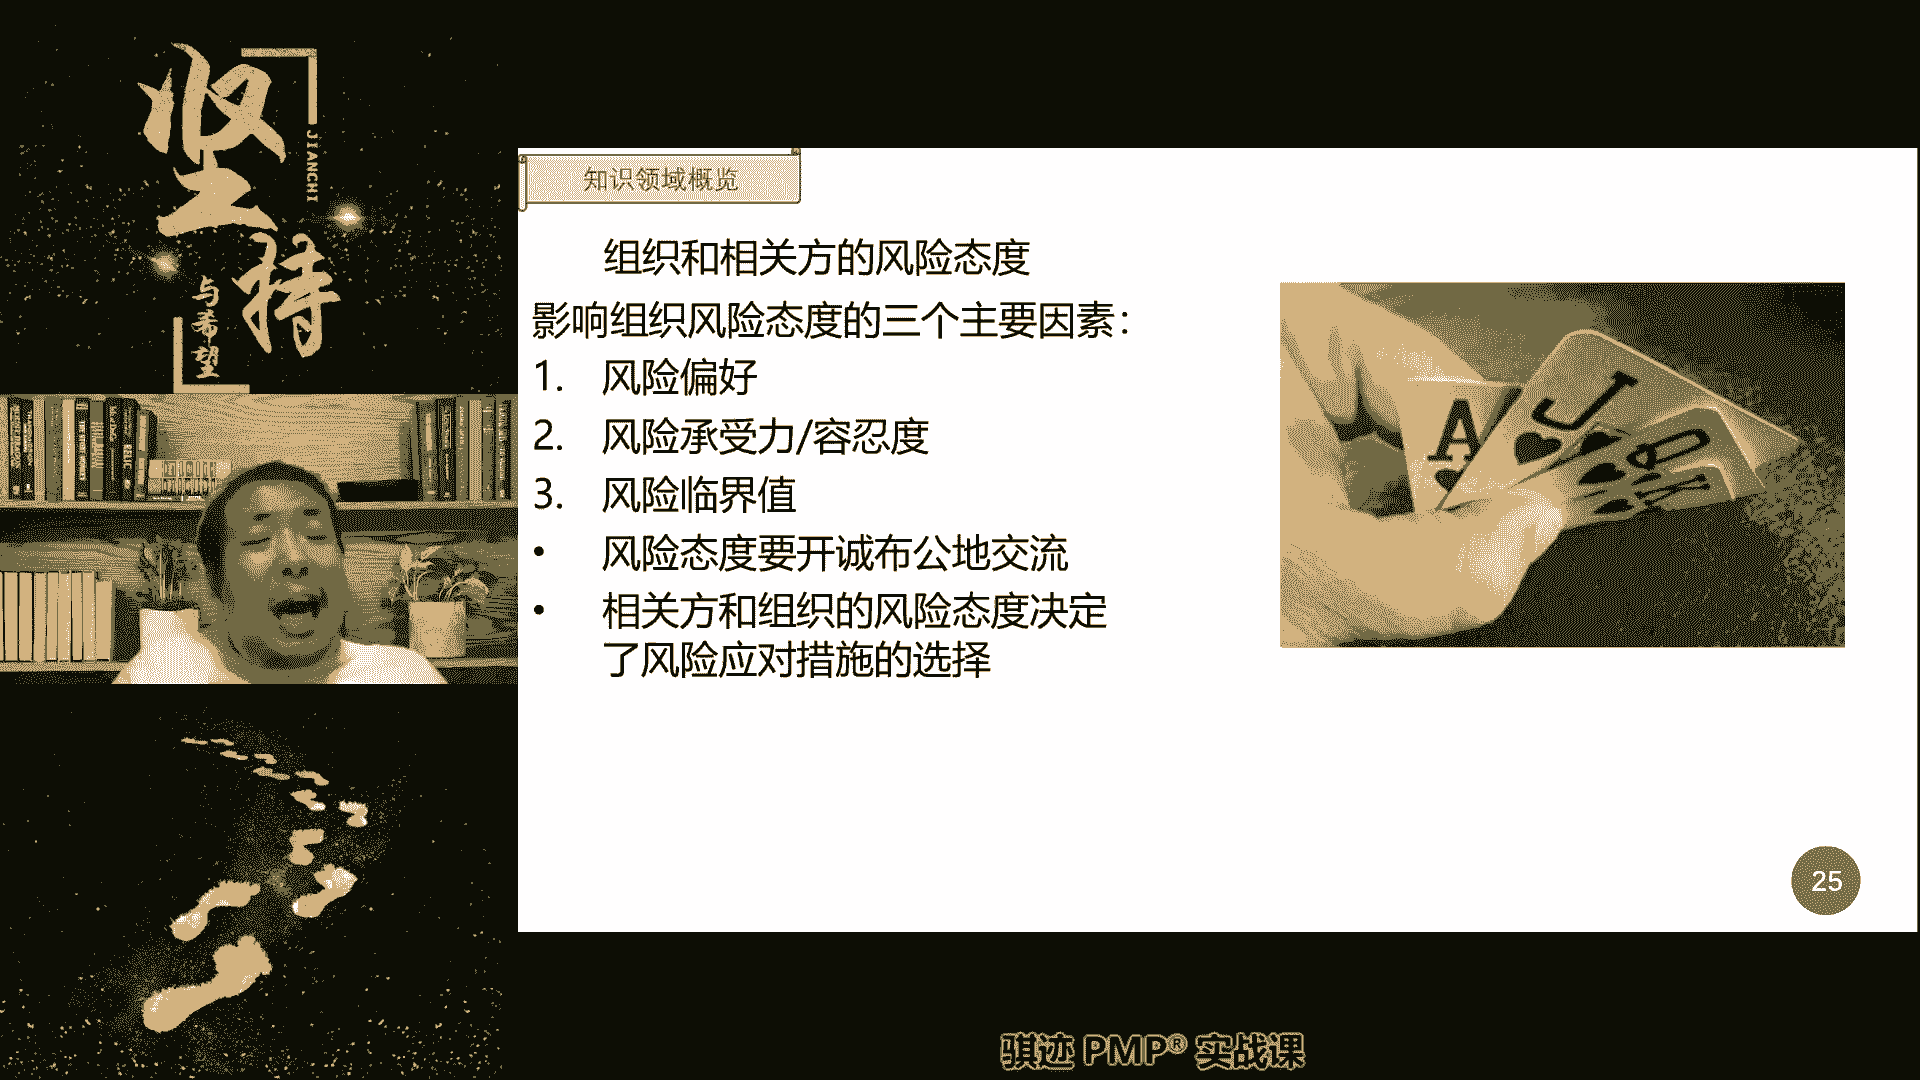 坚持
JIANCHI
与希望
知识领域概览
组织和相关方的风险态度
影响组织风险态度的三个主要因素：
1. 风险偏好
2. 风险承受力/容忍度
3. 风险临界值
• 风险态度要开诚布公地交流
• 相关方和组织的风险态度决定
了风险应对措施的选择
A
J
Q
K
25
骐迹 PMP® 实战课